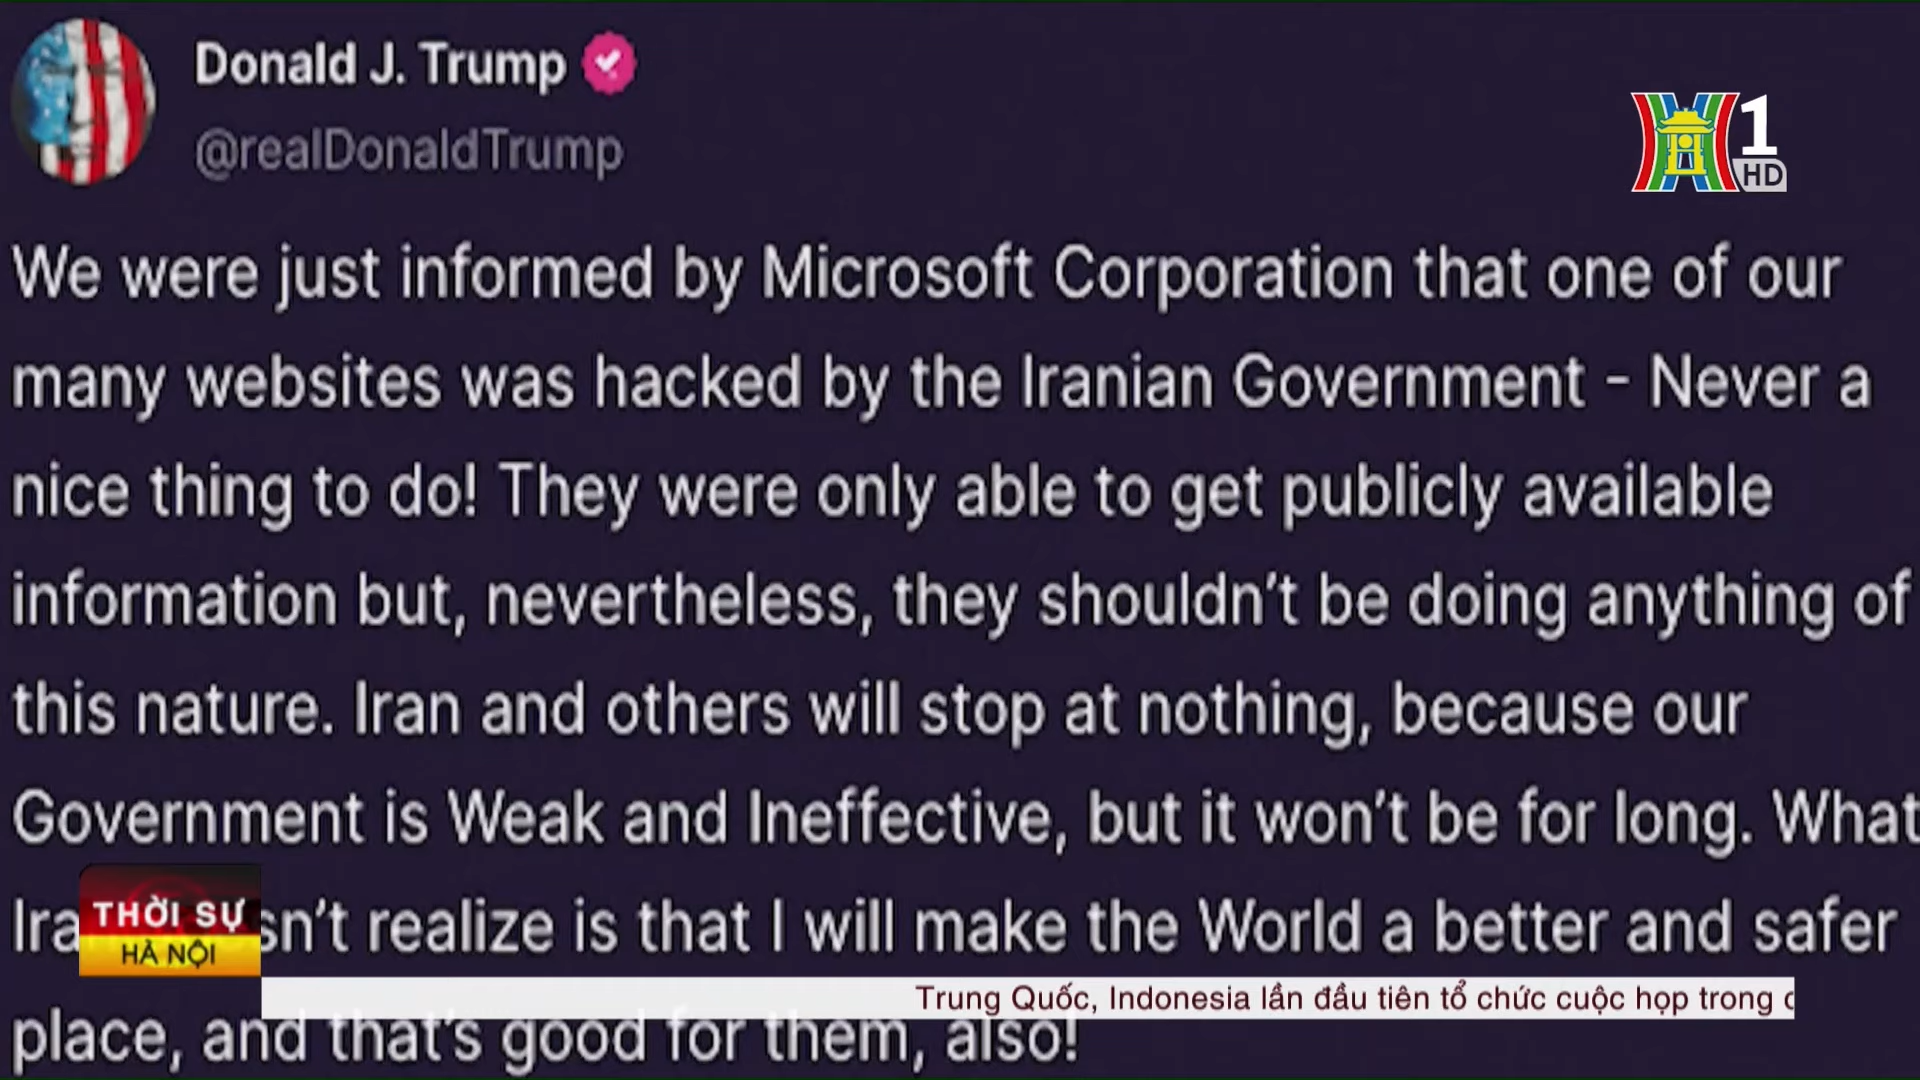 Donald J. Trump
@realDonaldTrump
1
HD
We were just informed by Microsoft Corporation that one of our
many websites was hacked by the Iranian Government - Never a
nice thing to do! They were only able to get publicly available
information but, nevertheless, they shouldn't be doing anything of
this nature. Iran and others will stop at nothing, because our
Government is Weak and Ineffective, but it won't be for long. What
Ira sn't realize is that I will make the World a better and safer
THỜI SỰ
HÀ NỘI
Trung Quốc, Indonesia lần đầu tiên tổ chức cuộc họp trong
place, and that's good for them, also!